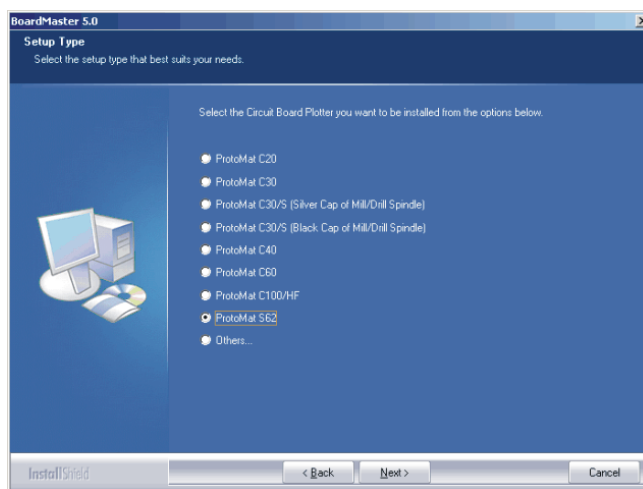 BoardMaster 5.0
Setup Type
Select the setup type that best suits your needs.
Select the Circuit Board Plotter you want to be installed from the options below.
ProtoMat C20
ProtoMat C30
ProtoMat C30/S (Silver Cap of Mill/Drill Spindle)
ProtoMat C30/S (Black Cap of Mill/Drill Spindle)
ProtoMat C40
ProtoMat C60
ProtoMat C100/HF
ProtoMat S62
Others...
InstallShield
< Back
Next >
Cancel